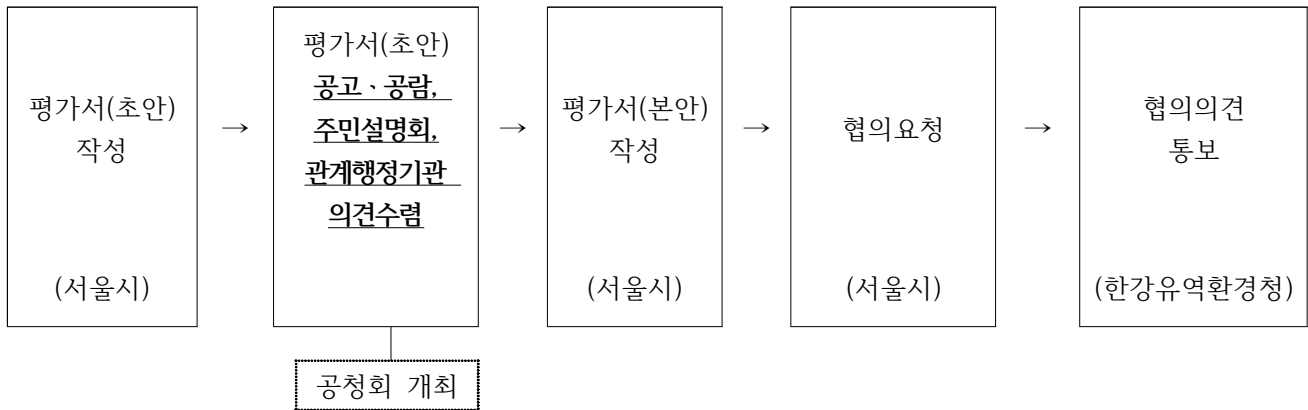 평가서(초안)
작성
(서울시)
→
평가서(초안)
공고ㆍ공람,
주민설명회,
관계행정기관
의견수렴
공청회 개최
→
평가서(본안)
작성
(서울시)
→
협의요청
(서울시)
→
협의의견
통보
(한강유역환경청)